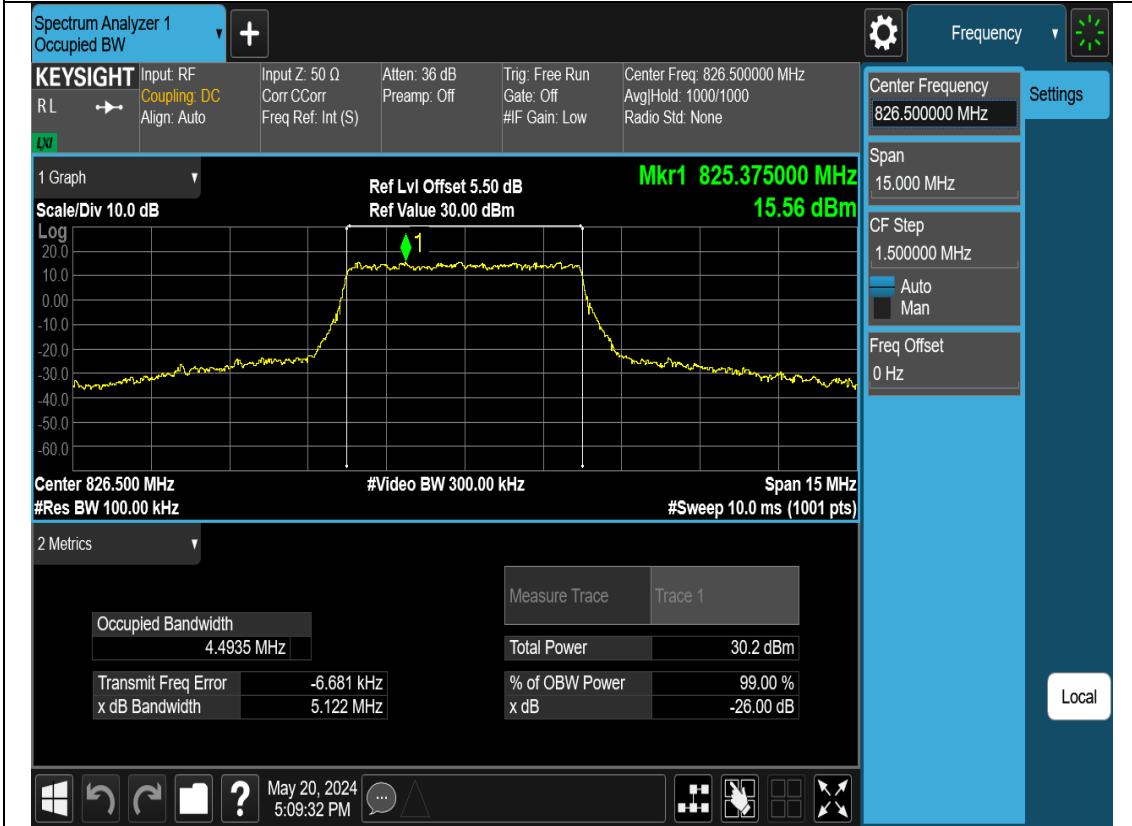 Spectrum Analyzer 1
Occupied BW
+
Frequency
KEYSIGHT
RL
LXI
Input: RF
Coupling: DC
Align: Auto
Input Z: 50 Ω
Corr CCorr
Freq Ref: Int (S)
Atten: 36 dB
Preamp: Off
Trig: Free Run
Gate: Off
#IF Gain: Low
Center Freq: 826.500000 MHz
Avg|Hold: 1000/1000
Radio Std: None
Center Frequency
826.500000 MHz
Settings
Span
15.000 MHz
CF Step
1.500000 MHz
Auto
Man
Freq Offset
0 Hz
Local
1 Graph
Scale/Div 10.0 dB
Ref Lvl Offset 5.50 dB
Ref Value 30.00 dBm
Mkr1 825.375000 MHz
15.56 dBm
Log
1
20.0
10.0
0.00
-10.0
-20.0
-30.0
-40.0
-50.0
-60.0
Center 826.500 MHz
#Video BW 300.00 kHz
Span 15 MHz
#Res BW 100.00 kHz
#Sweep 10.0 ms (1001 pts)
2 Metrics
Measure Trace Trace 1
Occupied Bandwidth
4.4935 MHz
Total Power 30.2 dBm
Transmit Freq Error -6.681 kHz
% of OBW Power 99.00 %
x dB Bandwidth 5.122 MHz
x dB -26.00 dB
?
May 20, 2024
5:09:32 PM